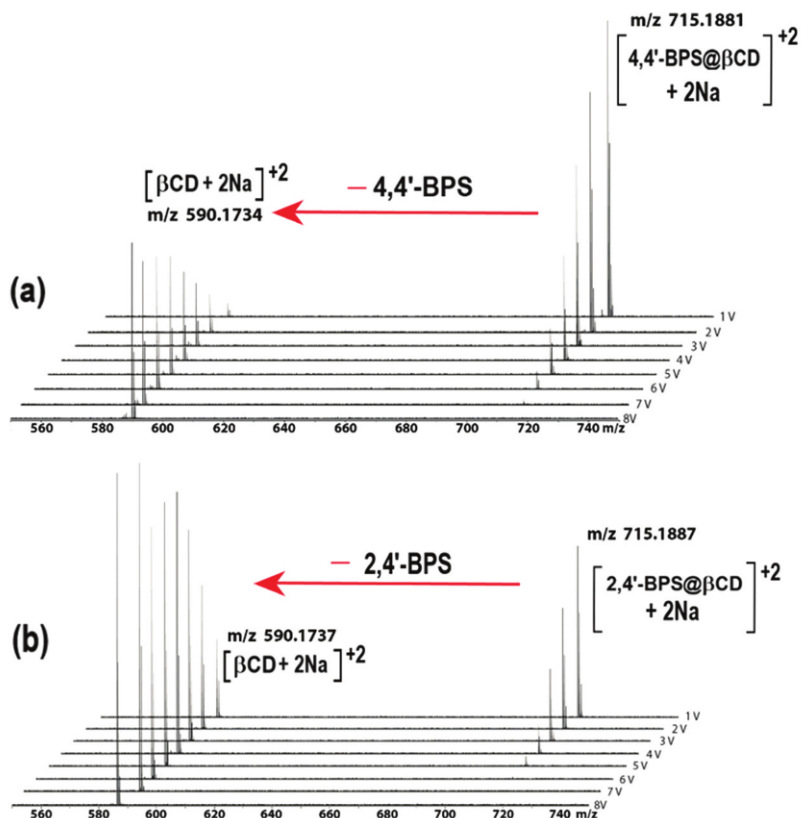 m/z 715.1881
[4,4'-BPS@βCD + 2Na]+2
[βCD + 2Na]+2
m/z 590.1734
− 4,4'-BPS
(a)
1 V
2 V
3 V
4 V
5 V
6 V
7 V
8V
560 580 600 620 640 660 680 700 720 740 m/z
m/z 715.1887
[2,4'-BPS@βCD + 2Na]+2
− 2,4'-BPS
m/z 590.1737
[βCD+ 2Na]+2
(b)
1 V
2 V
3 V
4 V
5 V
6 V
7 V
8V
560 580 600 620 640 660 680 700 720 740 m/z